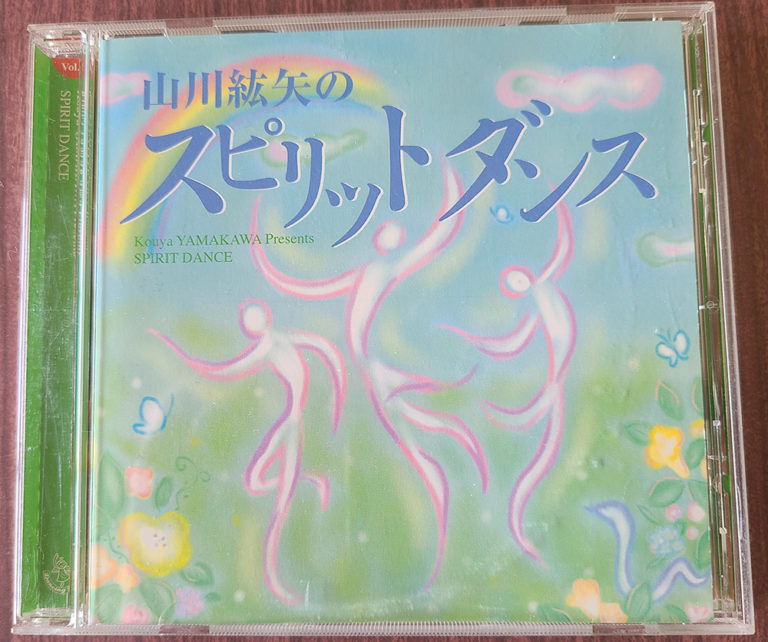 山川紘矢の
スピリットダンス
Kouya YAMAKAWA Presents
SPIRIT DANCE
Vol.
SPIRIT DANCE